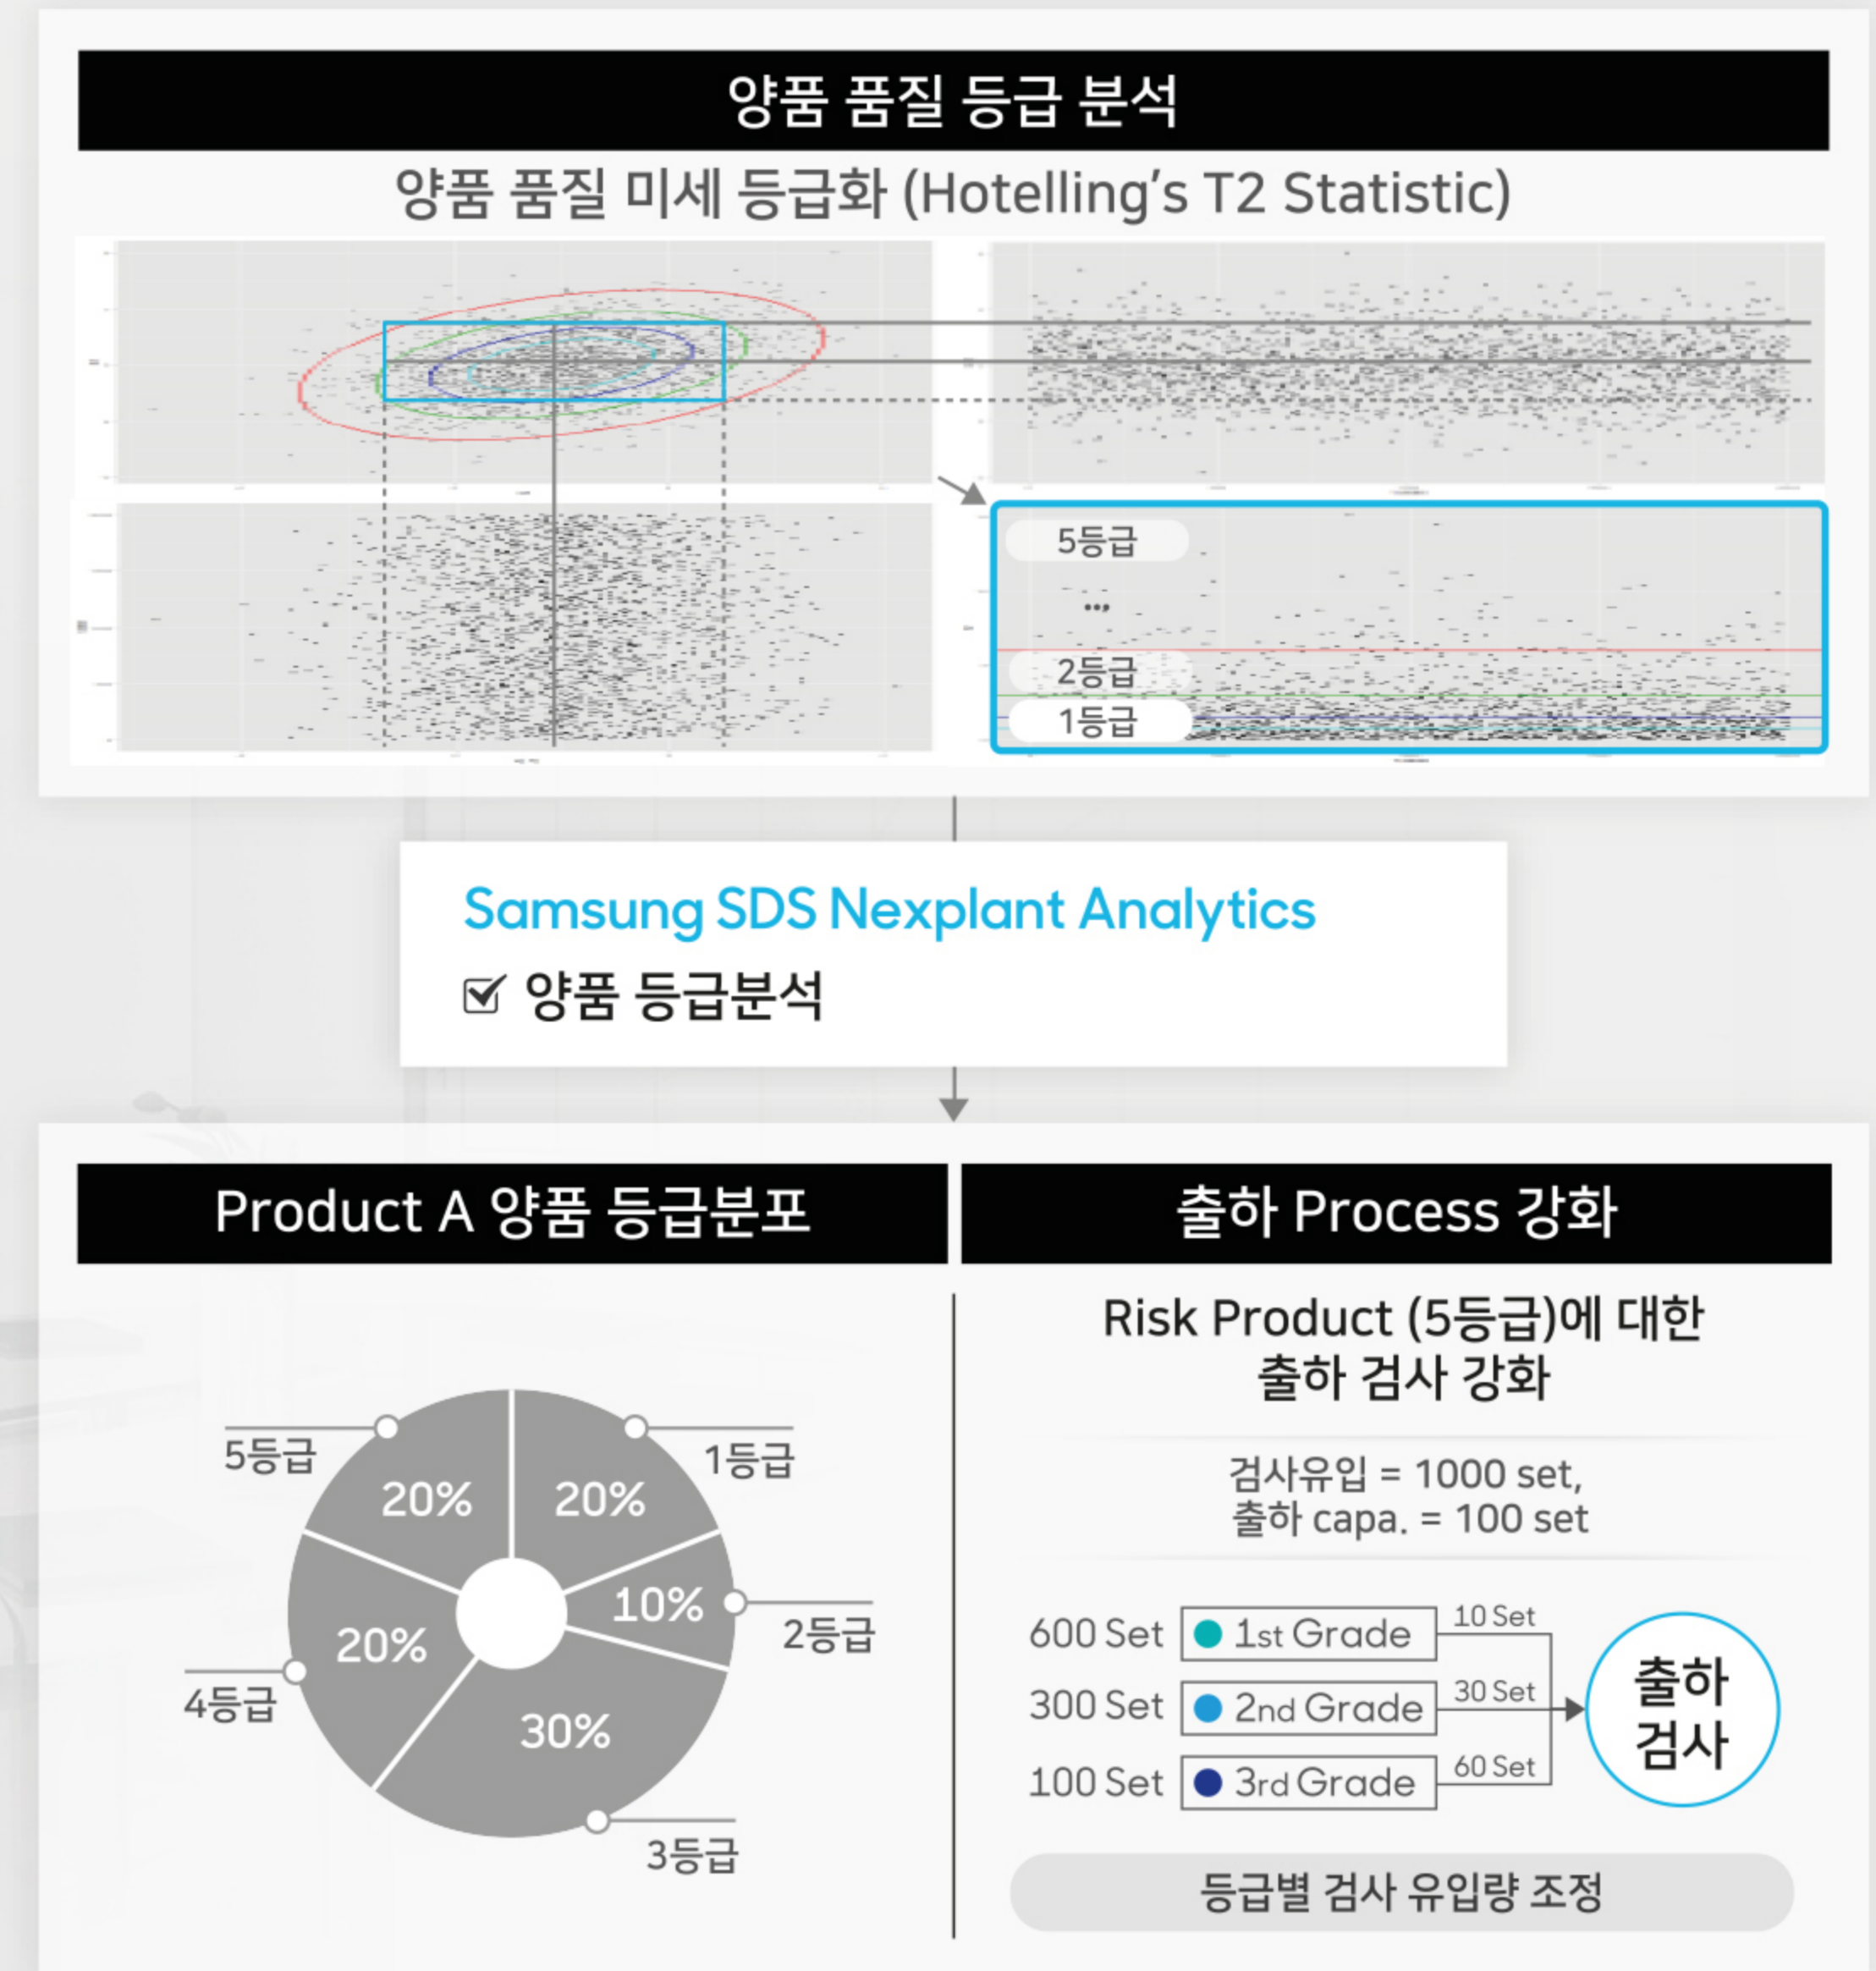 양품 품질 등급 분석
양품 품질 미세 등급화 (Hotelling's T2 Statistic)
5등급
...
2등급
1등급
Samsung SDS Nexplant Analytics
양품 등급분석
Product A 양품 등급분포
5등급
1등급
20%
20%
10%
2등급
20%
4등급
30%
3등급
출하 Process 강화
Risk Product (5등급)에 대한
출하 검사 강화
검사유입 = 1000 set,
출하 capa. = 100 set
600 Set 1st Grade 10 Set
300 Set 2nd Grade 30 Set
100 Set 3rd Grade 60 Set
출하
검사
등급별 검사 유입량 조정